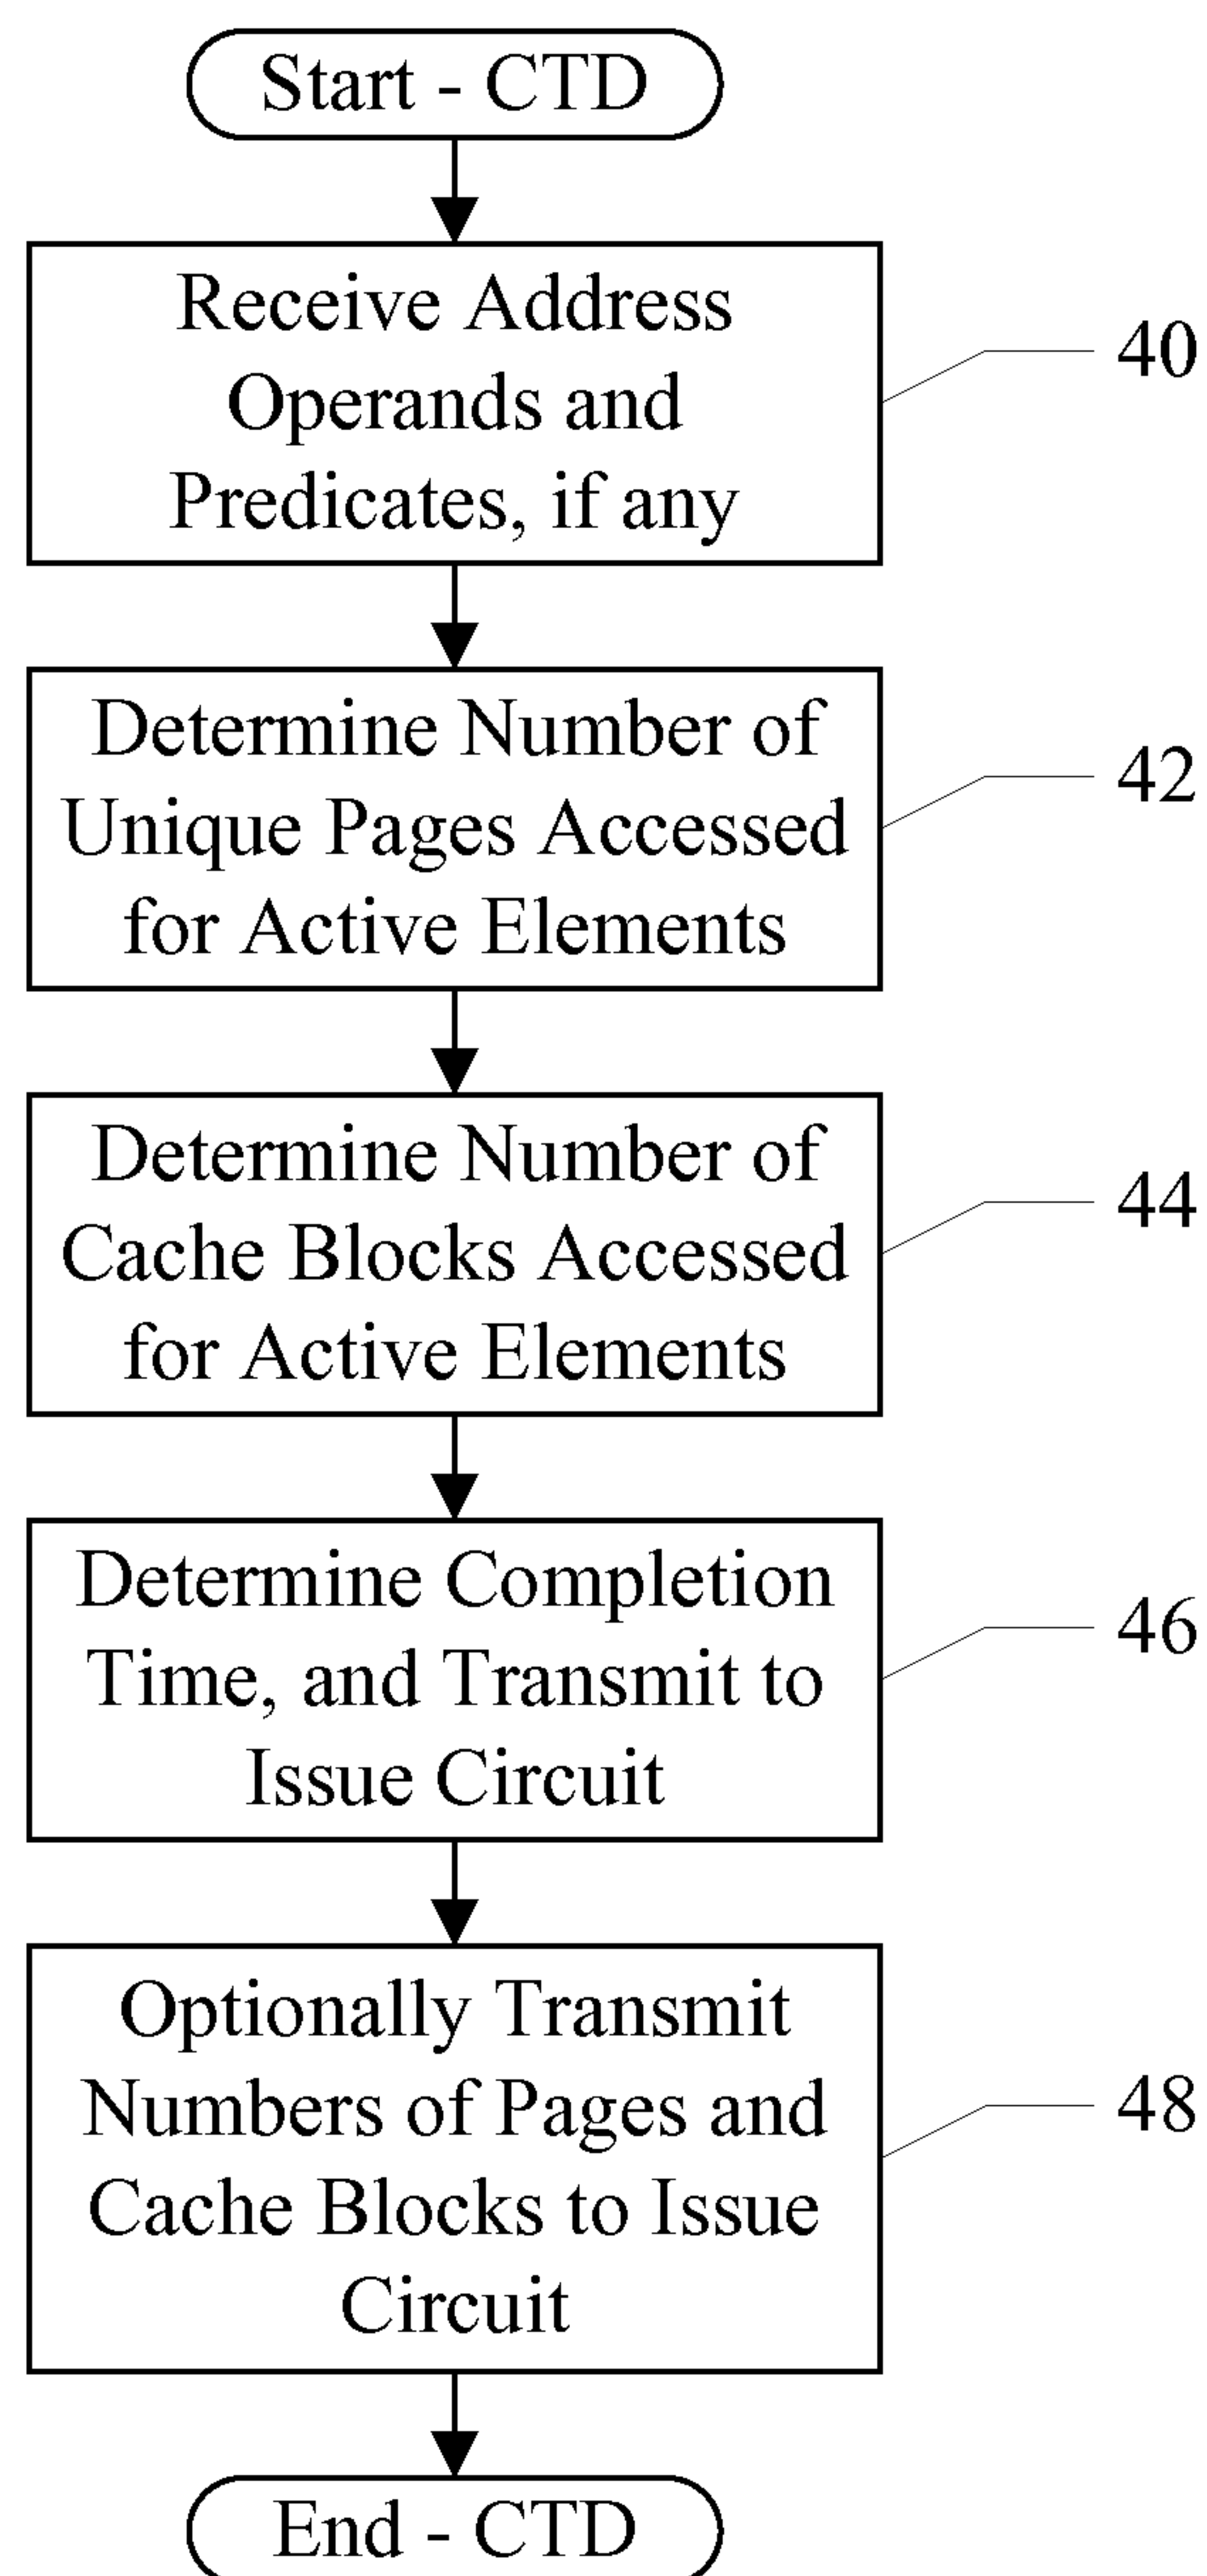 Start - CTD
Receive Address
Operands and
Predicates, if any
40
Determine Number of
Unique Pages Accessed
for Active Elements
42
Determine Number of
Cache Blocks Accessed
for Active Elements
44
Determine Completion
Time, and Transmit to
Issue Circuit
46
Optionally Transmit
Numbers of Pages and
Cache Blocks to Issue
Circuit
48
End - CTD